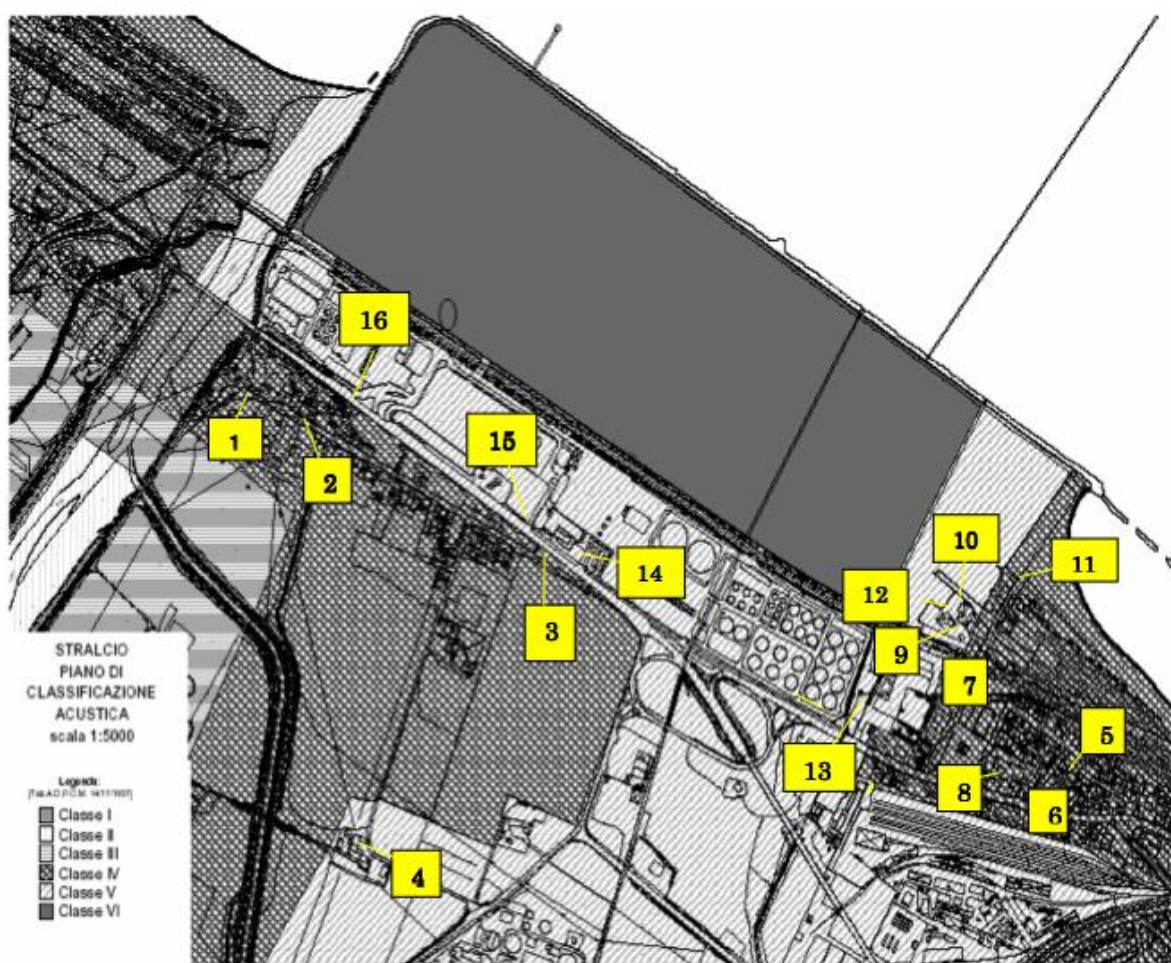 16
1
15
2
10
11
14
12
3
9
7
STRALCIO
PIANO DI
CLASSIFICAZIONE
ACUSTICA
scala 1:5000
5
13
8
6
Legenda:
Classe I
Classe II
Classe III
Classe IV
Classe V
Classe VI
4